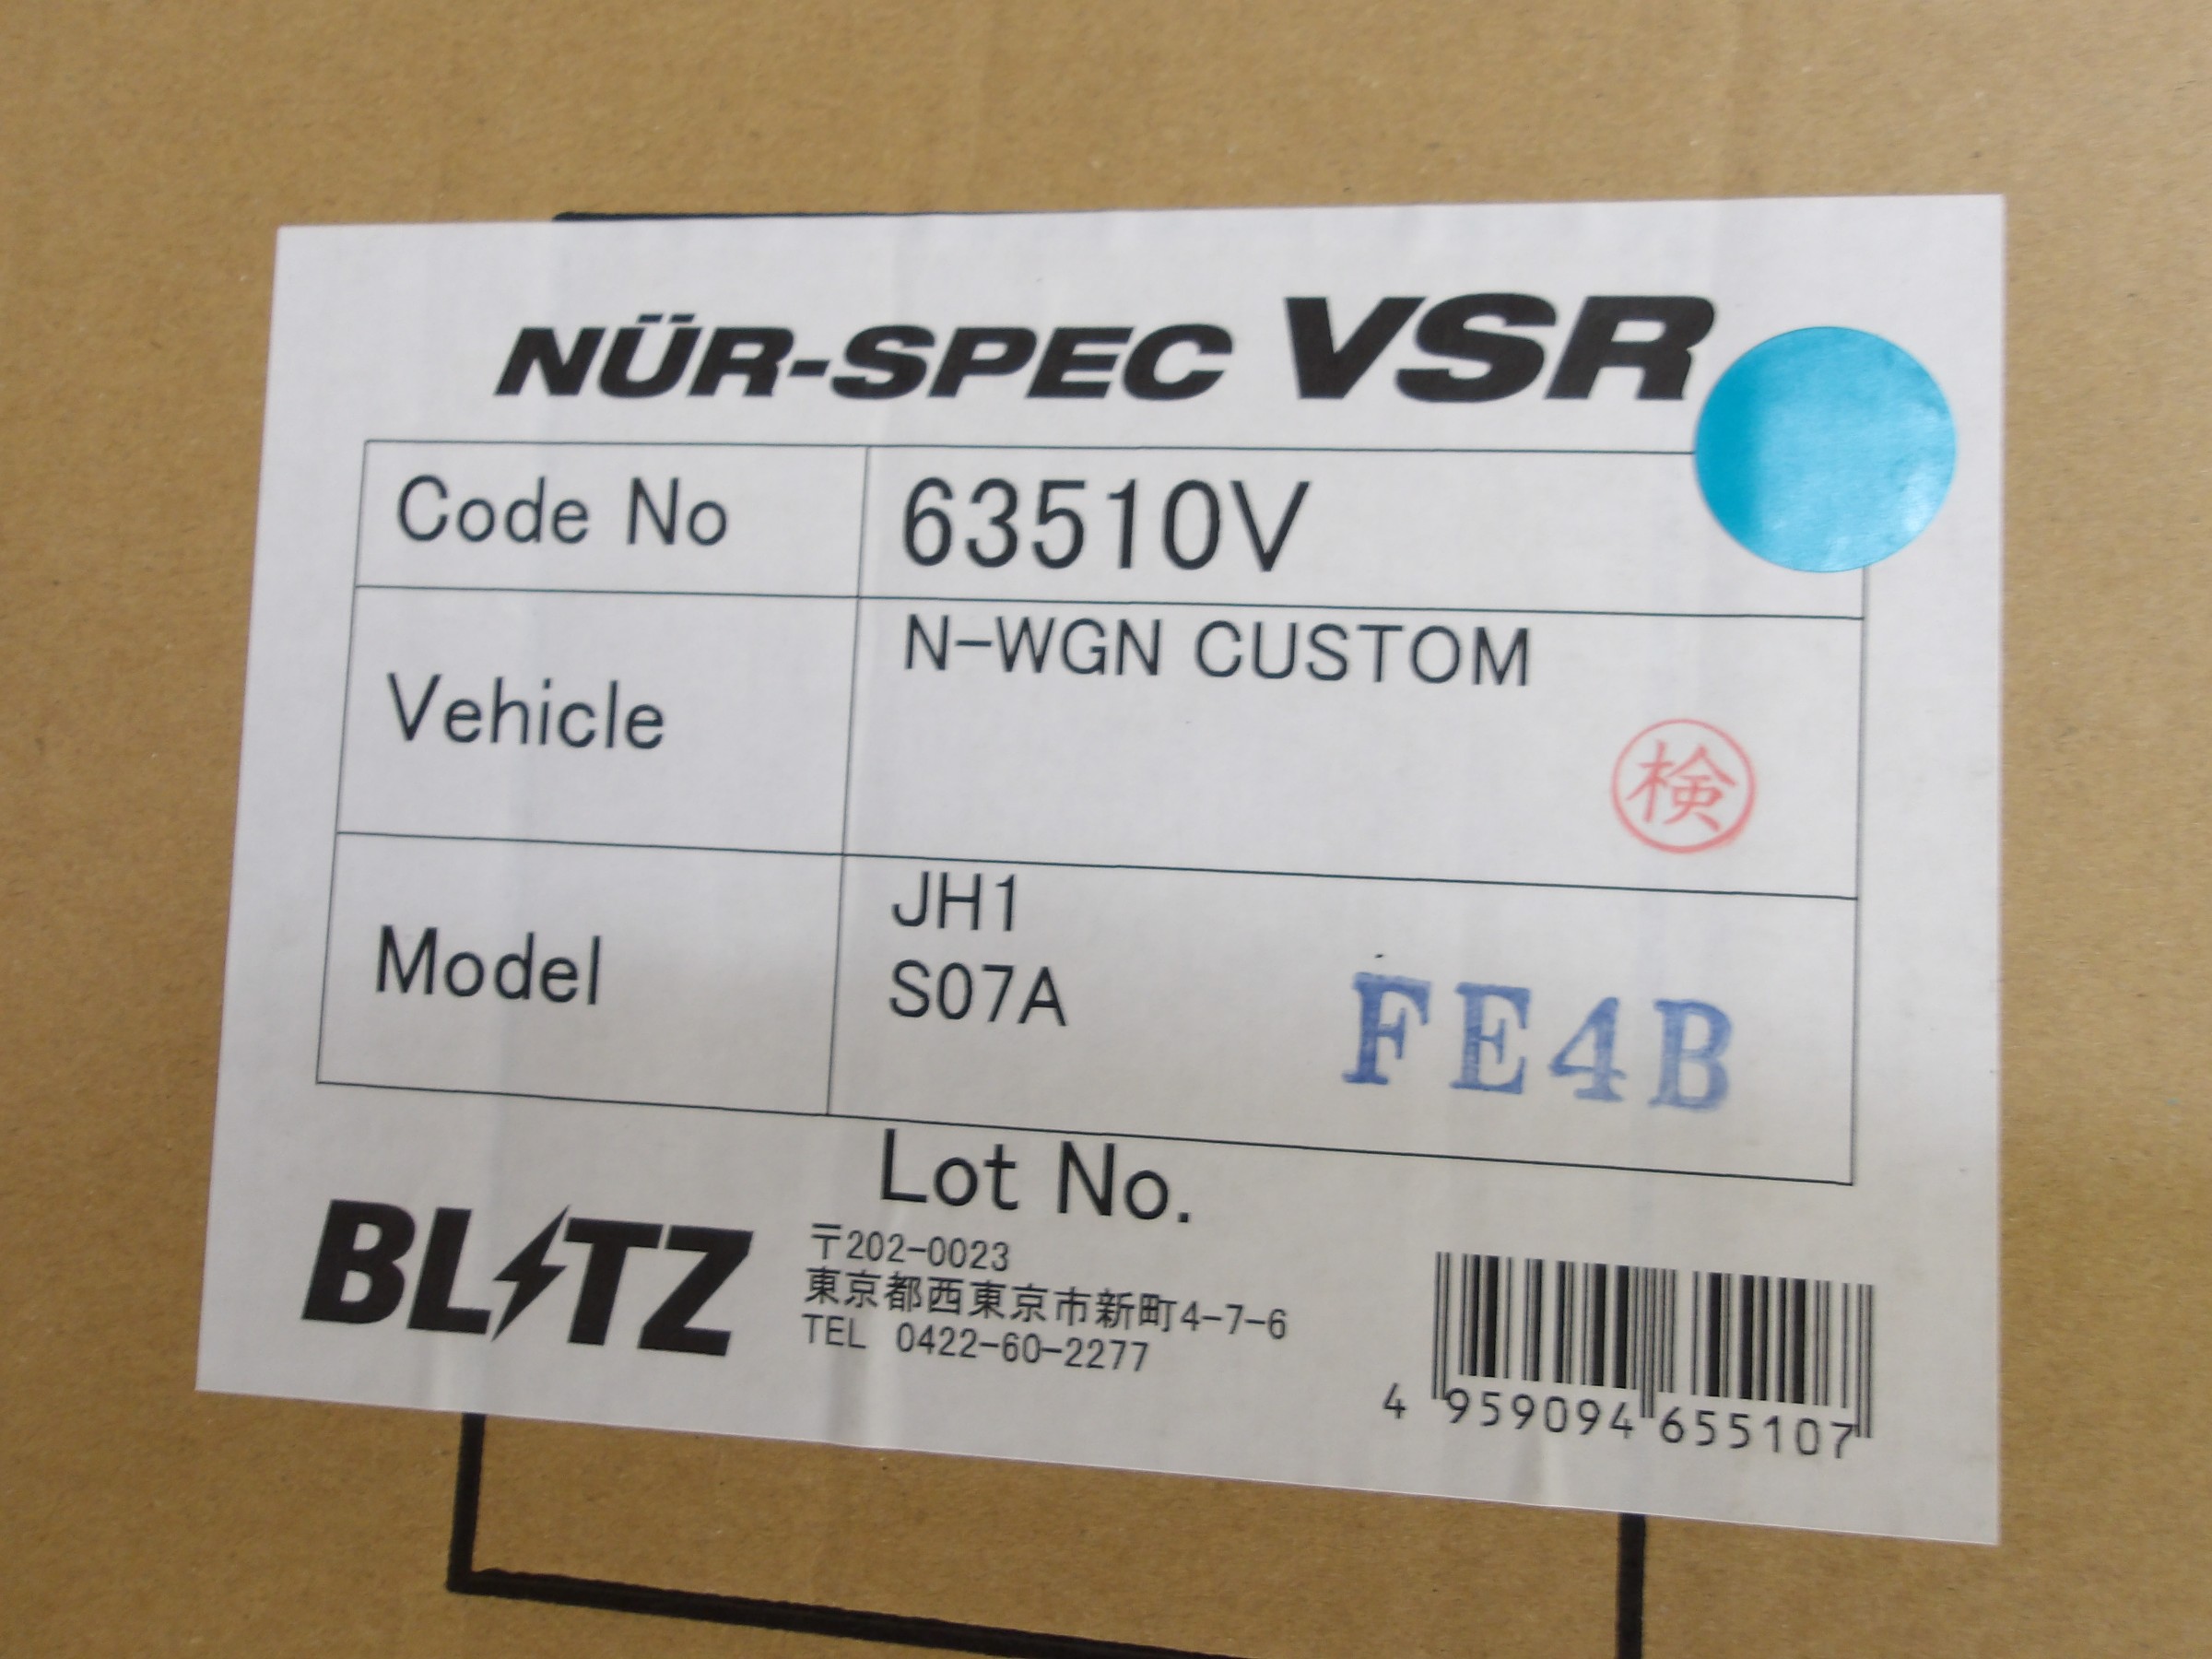 NÜR-SPEC VSR
Code No 63510V
Vehicle N-WGN CUSTOM
検
Model JH1
S07A
FE4B
Lot No.
BLITZ
〒202-0023
東京都西東京市新町4-7-6
TEL 0422-60-2277
4 959094 655107